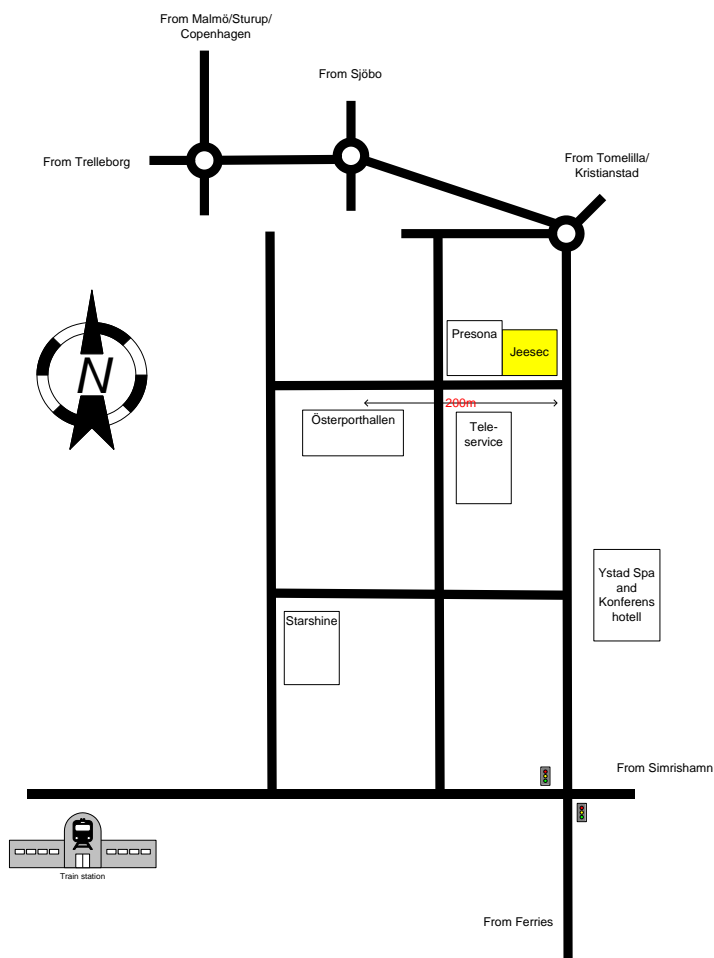 From Malmö/Sturup/
Copenhagen
From Sjöbo
From Trelleborg
From Tomelilla/
Kristianstad
N
Presona
Jeesec
200m
Österporthallen
Tele-
service
Ystad Spa
and
Konferens
hotell
Starshine
From Simrishamn
Train station
From Ferries